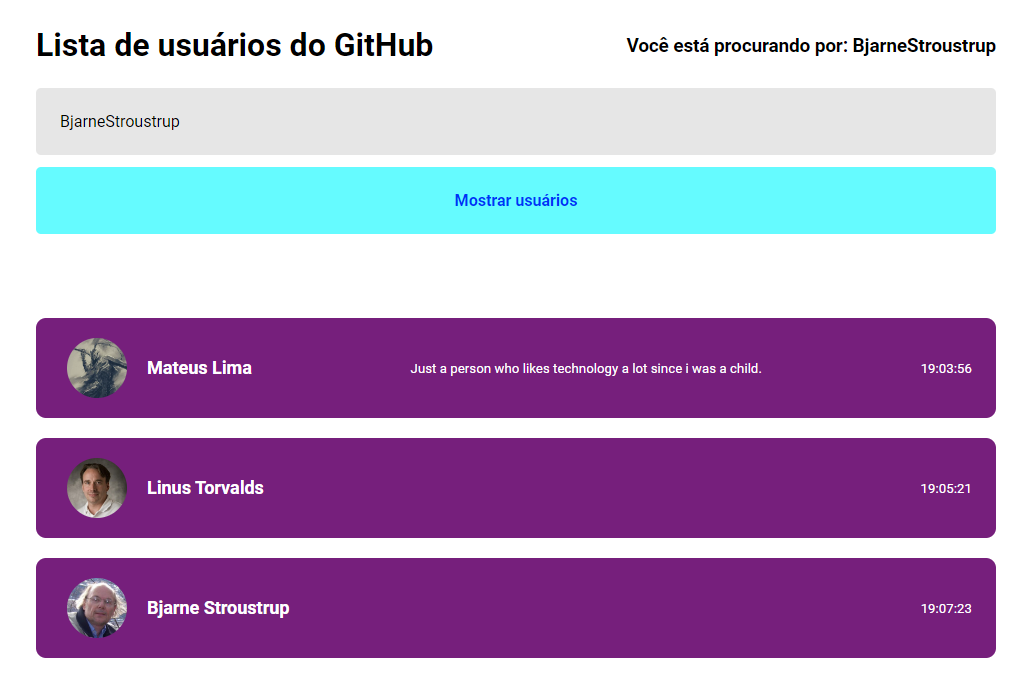 Lista de usuários do GitHub
Você está procurando por: BjarneStroustrup
BjarneStroustrup
Mostrar usuários
Mateus Lima
Just a person who likes technology a lot since i was a child.
19:03:56
Linus Torvalds
19:05:21
Bjarne Stroustrup
19:07:23